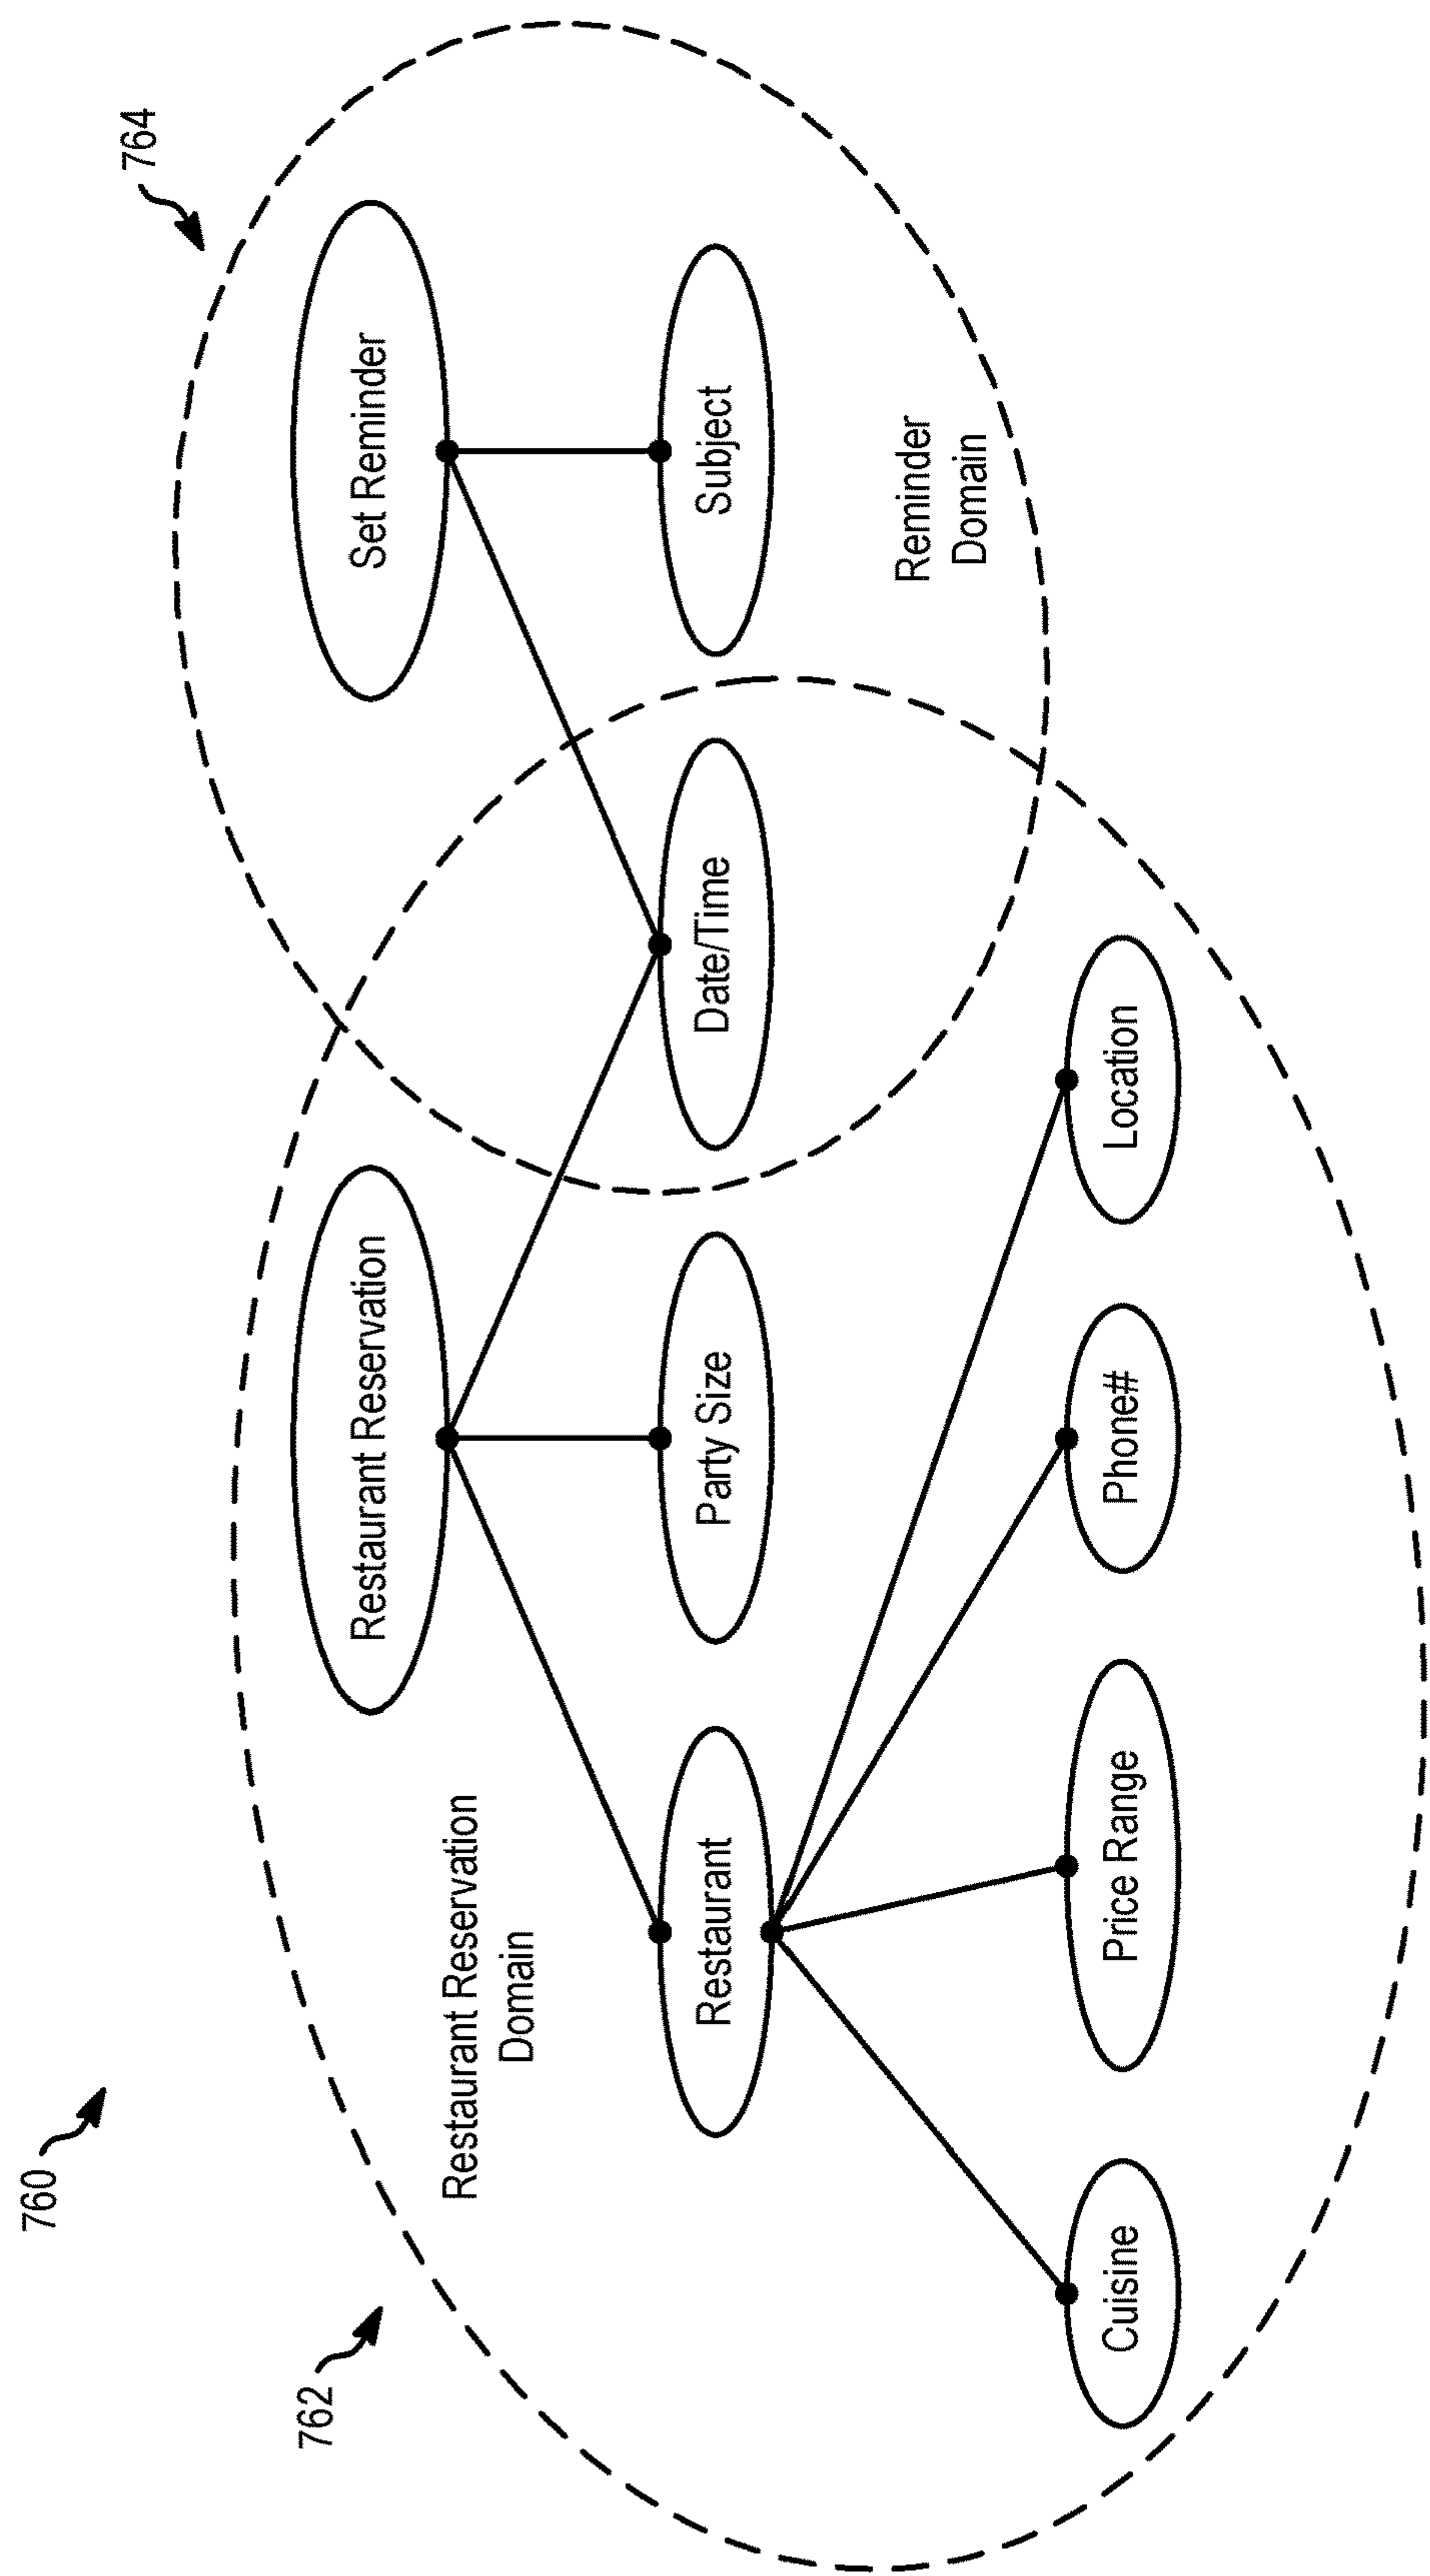 760
762
764
Restaurant Reservation
Set Reminder
Restaurant Reservation
Domain
Restaurant
Party Size
Date/Time
Subject
Reminder
Domain
Cuisine
Price Range
Phone#
Location